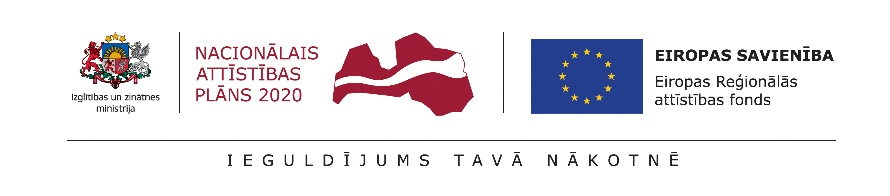 Izglītības un zinātnes
ministrija
NACIONĀLAIS
ATTĪSTĪBAS
PLĀNS 2020
EIROPAS SAVIENĪBA
Eiropas Reģionālās
attīstības fonds
IEGULDĪJUMS TAVĀ NĀKOTNĒ